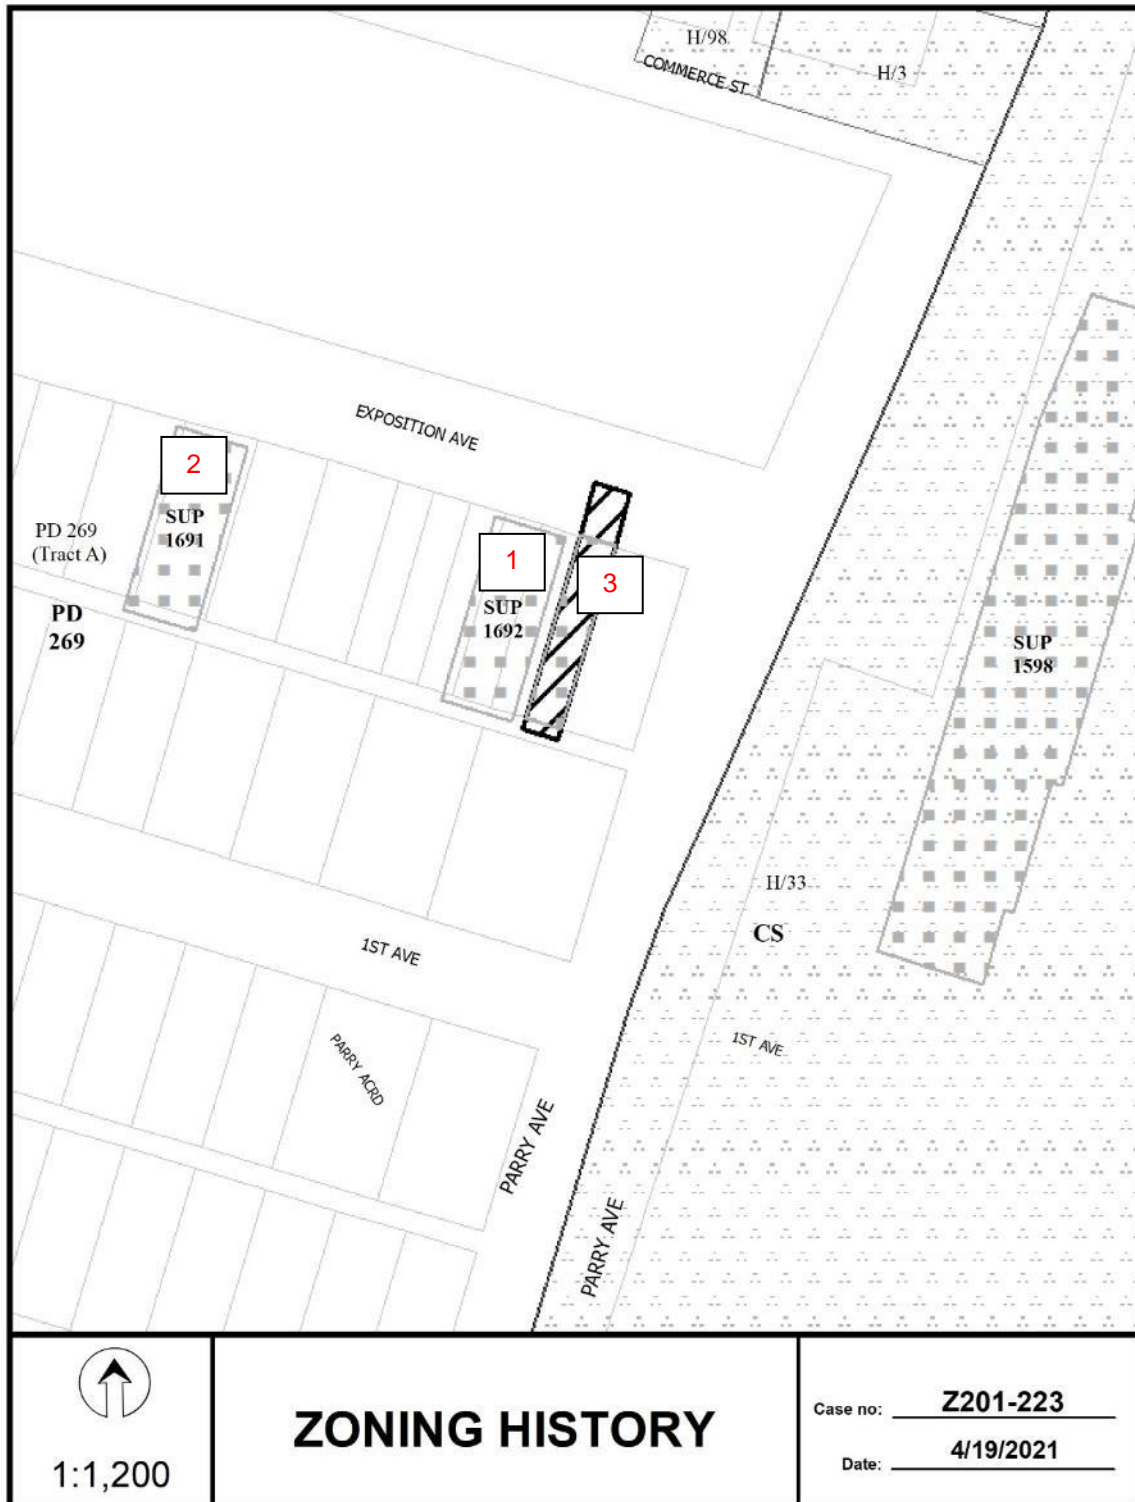 H/98
H/3
COMMERCE ST
EXPOSITION AVE
2
SUP
1691
PD 269
(Tract A)
PD
269
1
SUP
1692
3
SUP
1598
H/33
CS
1ST AVE
1ST AVE
PARRY ACRD
PARRY AVE
PARRY AVE
1:1,200
ZONING HISTORY
Case no: Z201-223
Date: 4/19/2021